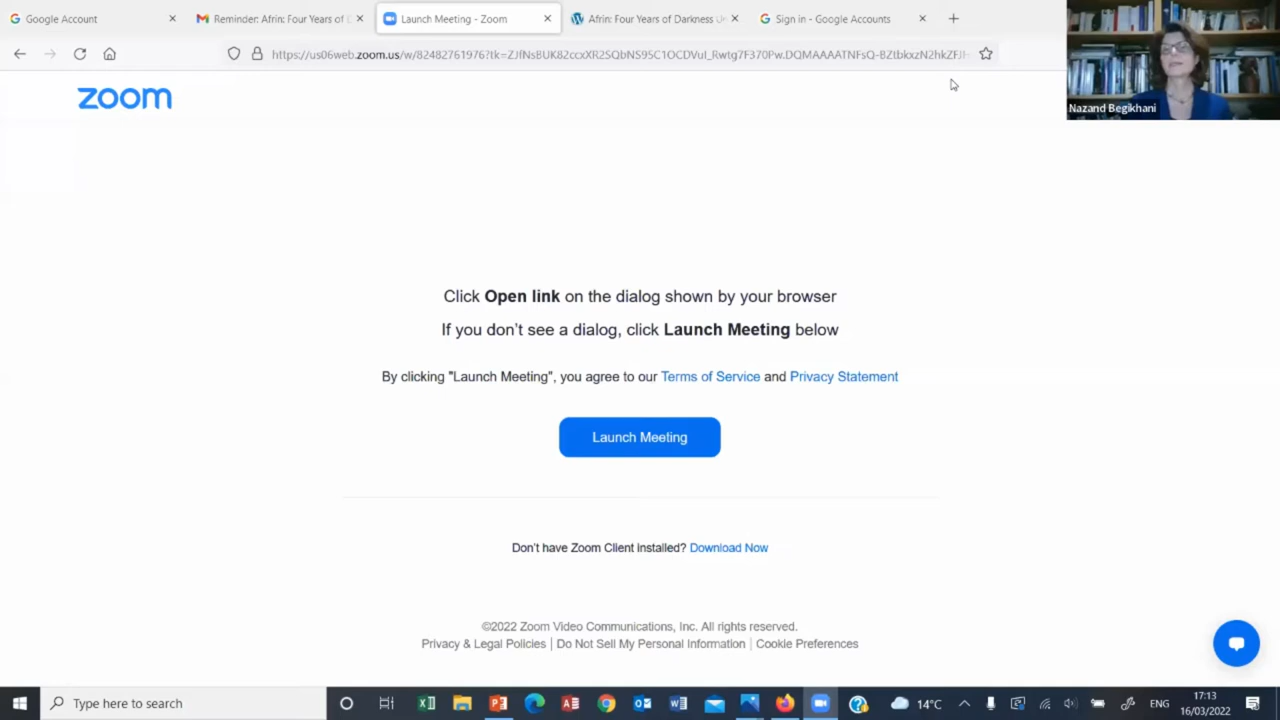 Google Account
Reminder: Afrin: Four Years of
Launch Meeting - Zoom
Afrin: Four Years of Darkness
Sign in - Google Accounts
zoom
Nazand Begikhani
Click Open link on the dialog shown by your browser
If you don't see a dialog, click Launch Meeting below
By clicking "Launch Meeting", you agree to our Terms of Service and Privacy Statement
Launch Meeting
Don't have Zoom Client installed? Download Now
©2022 Zoom Video Communications, Inc. All rights reserved.
Privacy & Legal Policies | Do Not Sell My Personal Information | Cookie Preferences
Type here to search
14°C
ENG
17:13
16/03/2022